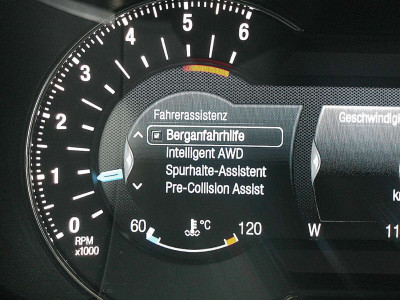 6
5
4
3
2
1
0
RPM
x1000
Fahrerassistenz
Berganfahrhilfe
Intelligent AWD
Spurhalte-Assistent
Pre-Collision Assist
60 °C 120
Geschwindig
W 11